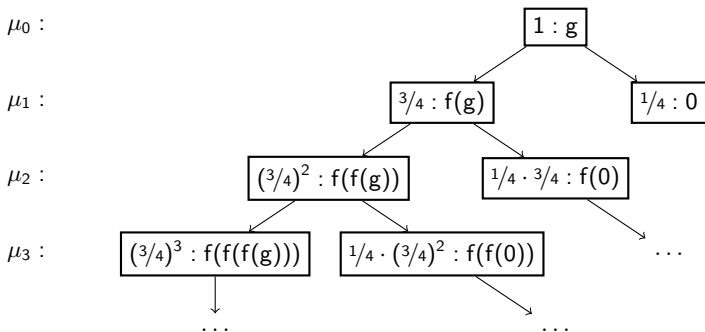 μ₀ : 1 : g
μ₁ : ³/₄ : f(g) ¹/₄ : 0
μ₂ : (³/₄)² : f(f(g)) ¹/₄ · ³/₄ : f(0)
μ₃ : (³/₄)³ : f(f(f(g))) ¹/₄ · (³/₄)² : f(f(0)) ...
... ...